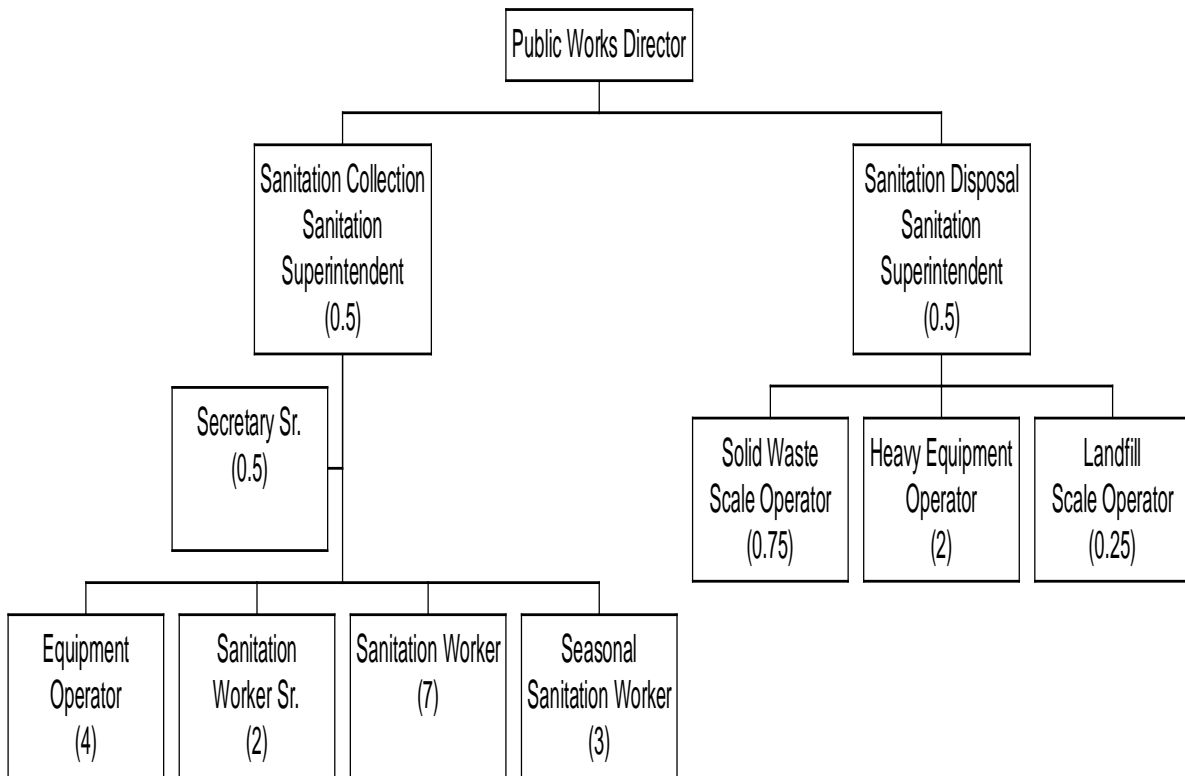 Public Works Director
Sanitation Collection
Sanitation
Superintendent
(0.5)
Sanitation Disposal
Sanitation
Superintendent
(0.5)
Secretary Sr.
(0.5)
Solid Waste
Scale Operator
(0.75)
Heavy Equipment
Operator
(2)
Landfill
Scale Operator
(0.25)
Equipment
Operator
(4)
Sanitation
Worker Sr.
(2)
Sanitation Worker
(7)
Seasonal
Sanitation Worker
(3)